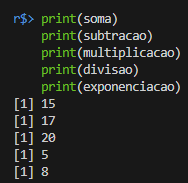 r$> print(soma)
print(subtracao)
print(multiplicacao)
print(divisao)
print(exponenciacao)
[1] 15
[1] 17
[1] 20
[1] 5
[1] 8